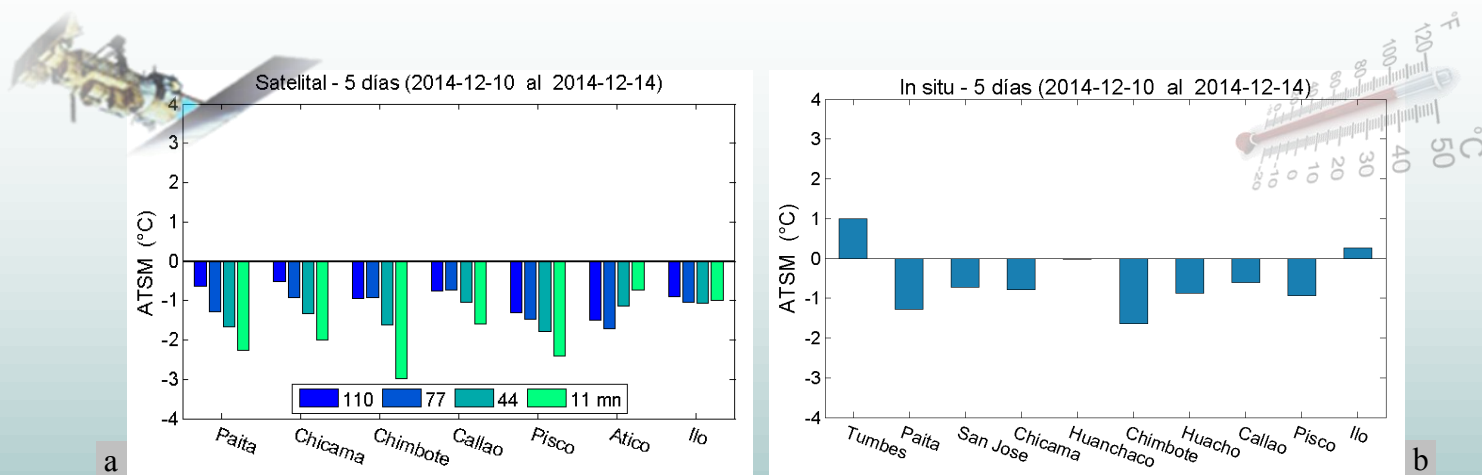 Satelital - 5 días (2014-12-10 al 2014-12-14)
ATSM (°C)
4
3
2
1
0
-1
-2
-3
-4
110 77 44 11 mn
Paita Chicama Chimbote Callao Pisco Atico Ilo
a
In situ - 5 días (2014-12-10 al 2014-12-14)
ATSM (°C)
4
3
2
1
0
-1
-2
-3
-4
Tumbes Paita San Jose Chicama Huanchaco Chimbote Huacho Callao Pisco Ilo
b
°F
120
100
80
60
40
°C
50
40
30
20
10
0
-10
-20